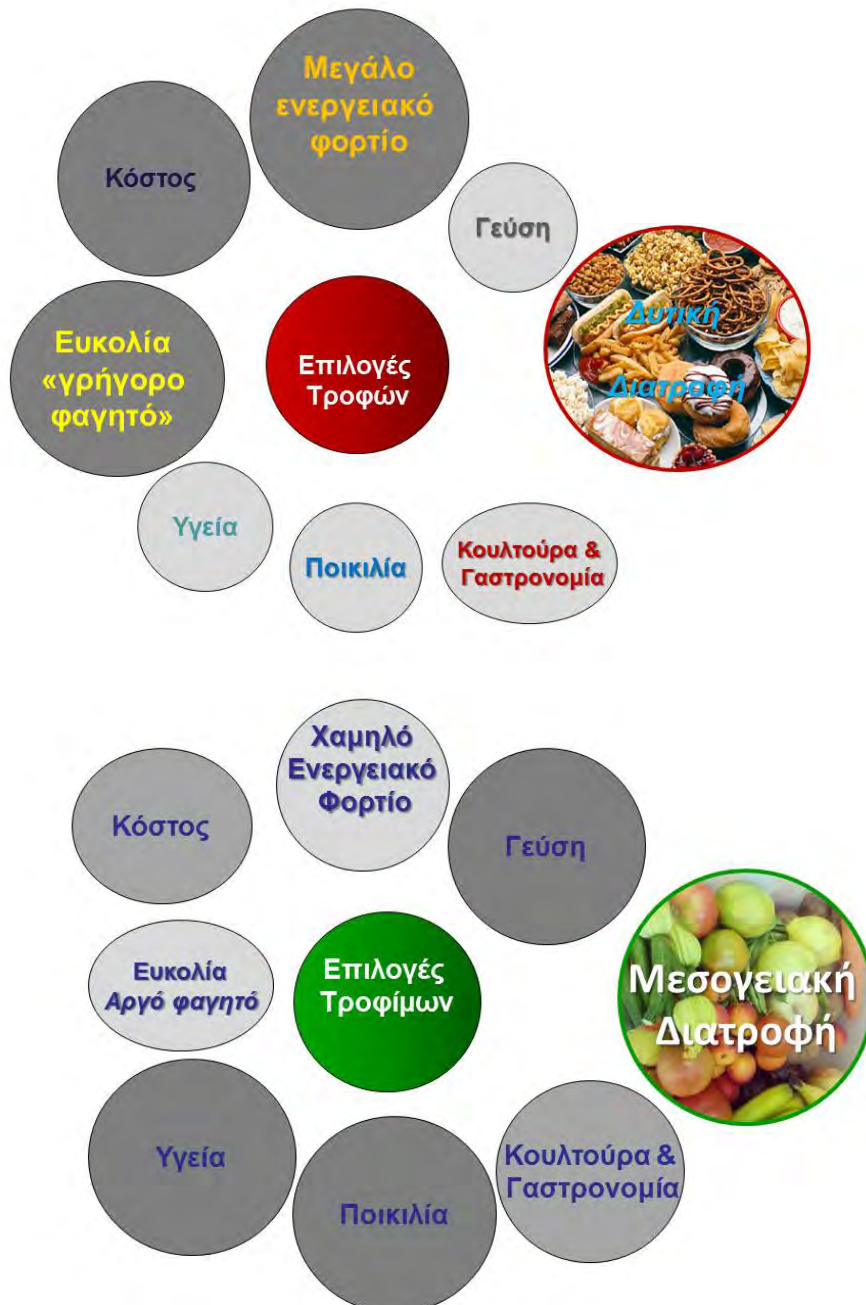 Μεγάλο
ενεργειακό
φορτίο
Κόστος
Γεύση
Ευκολία
«γρήγορο
φαγητό»
Επιλογές
Τροφών
Δυτική
Διατροφή
Υγεία
Ποικιλία
Κουλτούρα &
Γαστρονομία
Χαμηλό
Ενεργειακό
Φορτίο
Κόστος
Γεύση
Ευκολία
Αργό φαγητό
Επιλογές
Τροφίμων
Μεσογειακή
Διατροφή
Υγεία
Ποικιλία
Κουλτούρα &
Γαστρονομία